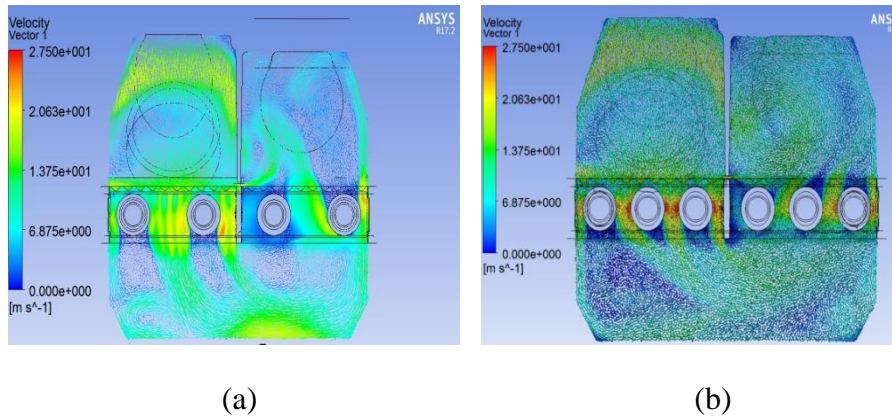 Velocity
Vector 1
2.750e+001
2.063e+001
1.375e+001
6.875e+000
0.000e+000
[m s^-1]
ANSYS
R17.2
(a)
Velocity
Vector 1
2.750e+001
2.063e+001
1.375e+001
6.875e+000
0.000e+000
[m s^-1]
ANS
R
(b)